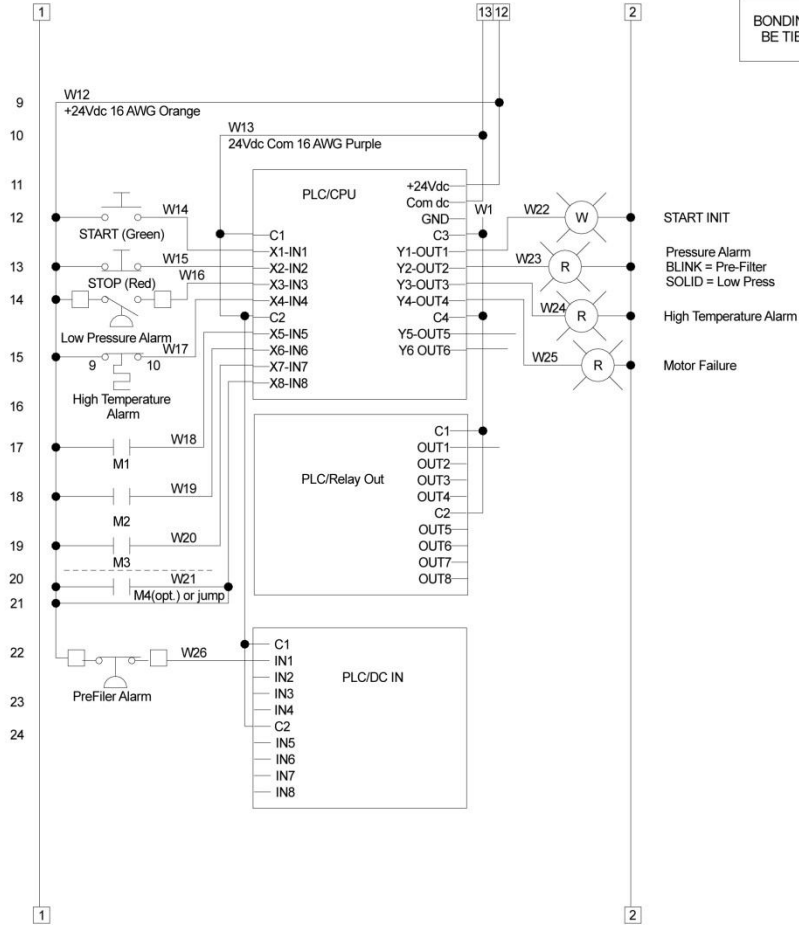 1
13 12
2
BONDIN
BE TIE
9
W12
+24Vdc 16 AWG Orange
10
W13
24Vdc Com 16 AWG Purple
11
PLC/CPU
+24Vdc
Com dc
GND
W1
12
W14
START (Green)
C1
C3
W22
W
START INIT
X1-IN1
Y1-OUT1
13
W15
STOP (Red)
X2-IN2
Y2-OUT2
W23
R
Pressure Alarm
BLINK = Pre-Filter
SOLID = Low Press
14
W16
Low Pressure Alarm
X3-IN3
Y3-OUT3
X4-IN4
Y4-OUT4
W24
R
High Temperature Alarm
C2
C4
X5-IN5
Y5-OUT5
15
9
10
W17
High Temperature
Alarm
X6-IN6
Y6 OUT6
W25
R
Motor Failure
X7-IN7
X8-IN8
16
17
W18
M1
18
W19
M2
19
W20
M3
20
W21
M4(opt.) or jump
21
PLC/Relay Out
C1
OUT1
OUT2
OUT3
OUT4
C2
OUT5
OUT6
OUT7
OUT8
22
W26
PreFiler Alarm
23
24
PLC/DC IN
C1
IN1
IN2
IN3
IN4
C2
IN5
IN6
IN7
IN8
1
2